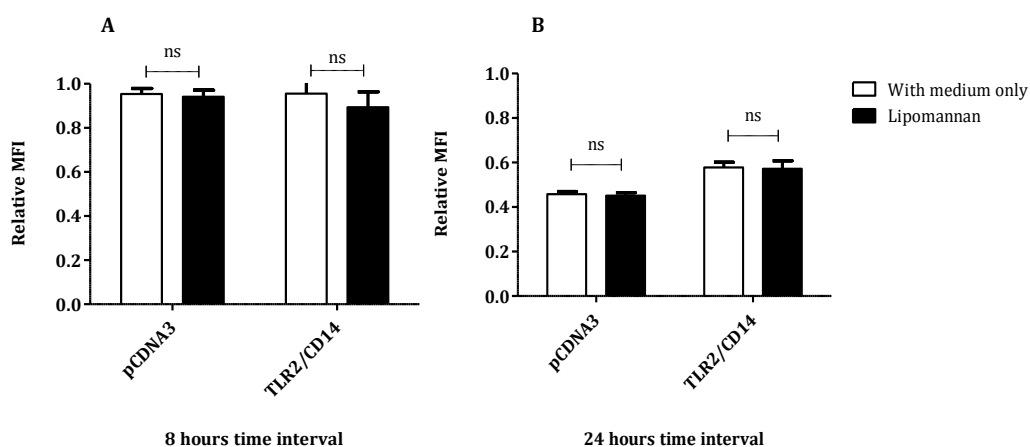 A
ns
ns
1.0
0.8
0.6
0.4
0.2
0.0
Relative MFI
pCDNA3
TLR2/CD14
8 hours time interval
B
ns
ns
1.0
0.8
0.6
0.4
0.2
0.0
Relative MFI
pCDNA3
TLR2/CD14
24 hours time interval
With medium only
Lipomannan